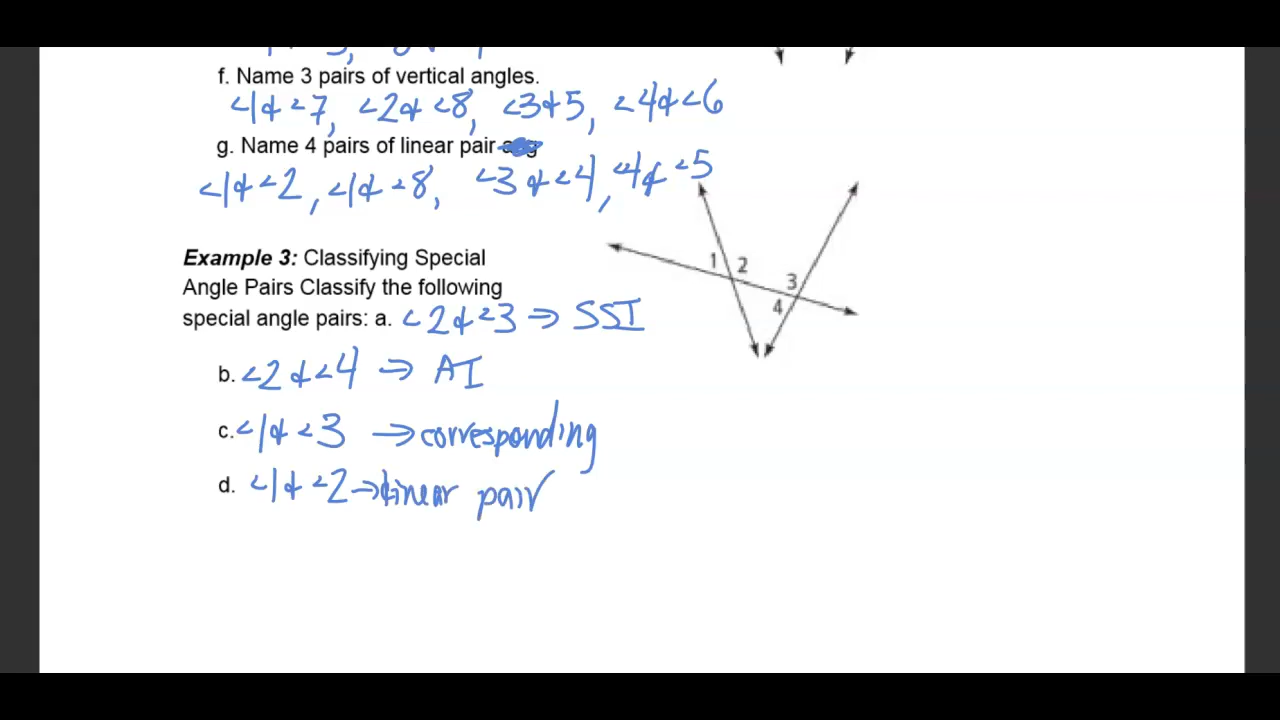 f. Name 3 pairs of vertical angles.
<1 & <7, <2 & <8, <3 & 5, <4 & <6
g. Name 4 pairs of linear pair
<1 & <2, <1 & <8, <3 & <4, <4 & <5
Example 3: Classifying Special
Angle Pairs Classify the following
special angle pairs: a. <2 & <3 ⇒ SSI
b. <2 & <4 → AI
c. <1 & <3 → corresponding
d. <1 & <2 → linear pair
1 2
3
4